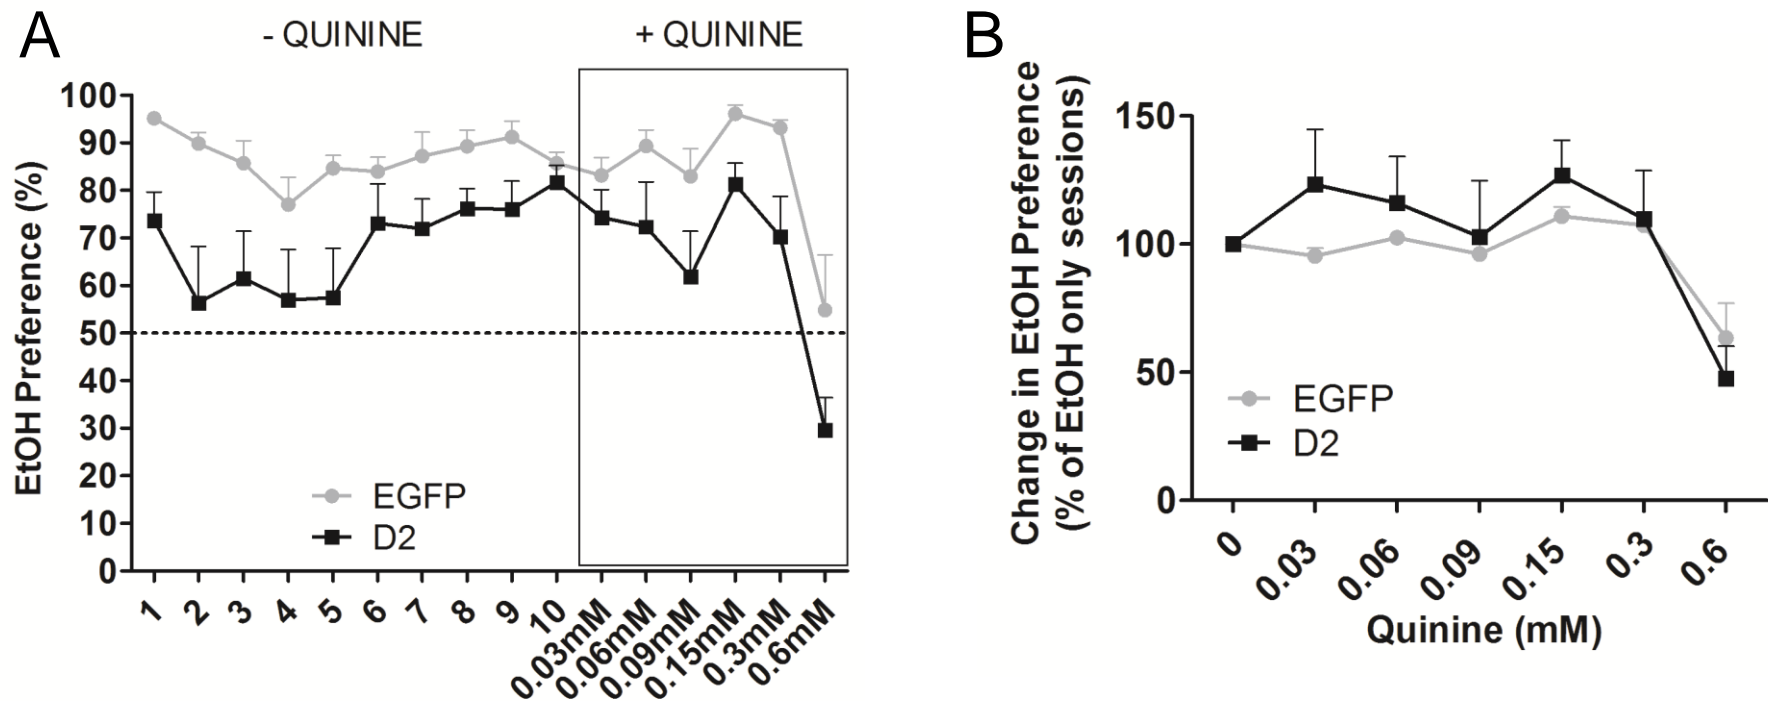 A
- QUININE
+ QUININE
EtOH Preference (%)
100
90
80
70
60
50
40
30
20
10
0
EGFP
D2
1
2
3
4
5
6
7
8
9
10
0.03mM
0.06mM
0.09mM
0.15mM
0.3mM
0.6mM
B
Change in EtOH Preference
(% of EtOH only sessions)
150
100
50
0
EGFP
D2
0
0.03
0.06
0.09
0.15
0.3
0.6
Quinine (mM)